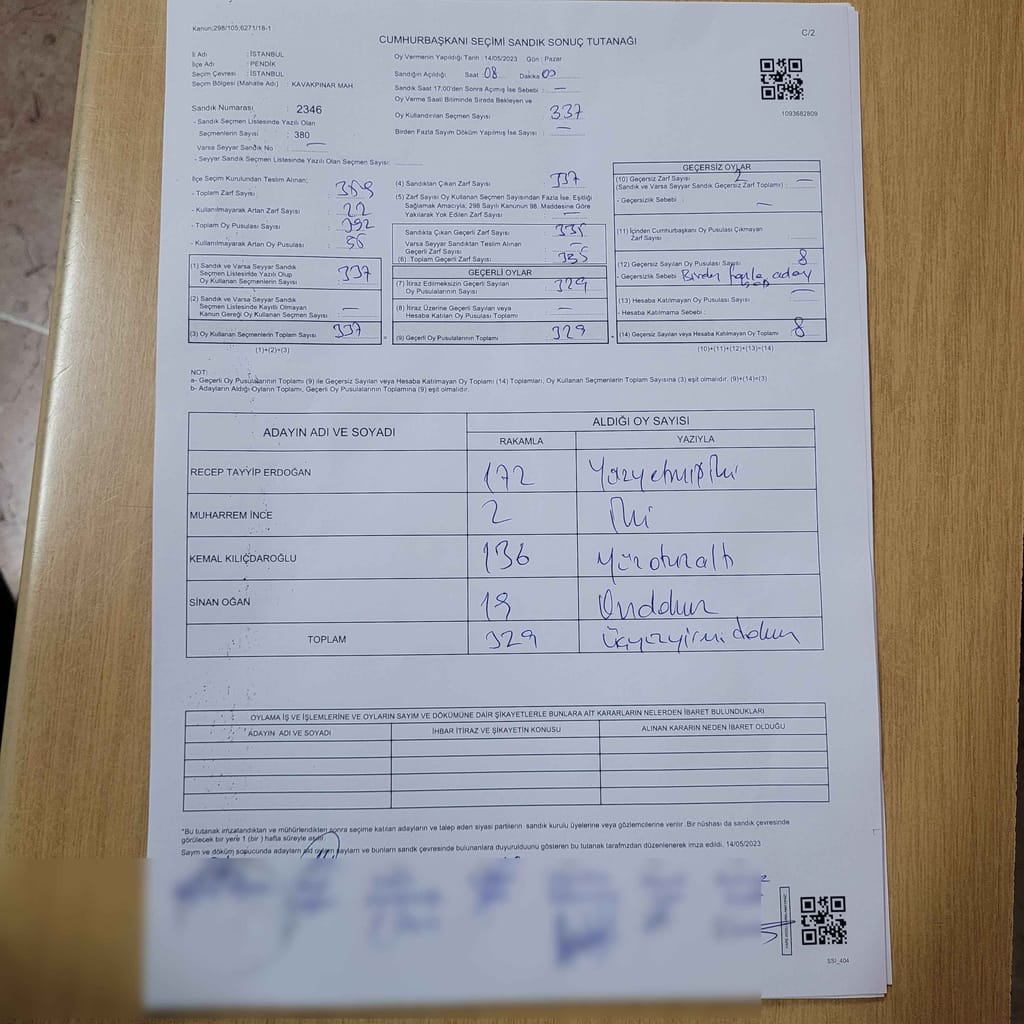 Kanun;298/105;6271/18-1
C/2
CUMHURBAŞKANI SEÇİMİ SANDIK SONUÇ TUTANAĞI
İl Adı : İSTANBUL
İlçe Adı : PENDİK
Seçim Çevresi : İSTANBUL
Seçim Bölgesi (Mahalle Adı) : KAVAKPINAR MAH
Sandık Numarası : 2346
- Sandık Seçmen Listesinde Yazılı Olan
Seçmenlerin Sayısı : 380
Varsa Seyyar Sandık No : —
- Seyyar Sandık Seçmen Listesinde Yazılı Olan Seçmen Sayısı:
Oy Vermenin Yapıldığı Tarih : 14/05/2023 Gün : Pazar
Sandığın Açıldığı Saat 08 Dakika 00
Sandık Saat 17.00'den Sonra Açımış İse Sebebi : —
Oy Verme Saati Bitiminde Sırada Bekleyen ve
Oy Kullandırılan Seçmen Sayısı : 337
Birden Fazla Sayım Döküm Yapılmış İse Sayısı : —
1093682809
İlçe Seçim Kurulundan Teslim Alınan;
- Toplam Zarf Sayısı :
- Kullanılmayarak Artan Zarf Sayısı : 22
- Toplam Oy Pusulası Sayısı : 392
- Kullanılmayarak Artan Oy Pusulası :
(1) Sandık ve Varsa Seyyar Sandık
Seçmen Listesinde Yazılı Olup
Oy Kullanan Seçmenlerin Sayısı : 337
(2) Sandık ve Varsa Seyyar Sandık
Seçmen Listesinde Kayıtlı Olmayan
Kanun Gereği Oy Kullanan Seçmen Sayısı : —
(3) Oy Kullanan Seçmenlerin Toplam Sayısı : 337
(1)+(2)=(3)
(4) Sandıktan Çıkan Zarf Sayısı : 337
(5) Zarf Sayısı Oy Kullanan Seçmen Sayısından Fazla İse, Eşitliği
Sağlamak Amacıyla; 298 Sayılı Kanunun 98. Maddesine Göre
Yakılarak Yok Edilen Zarf Sayısı : —
Sandıkta Çıkan Geçerli Zarf Sayısı : 335
Varsa Seyyar Sandıktan Teslim Alınan
Geçerli Zarf Sayısı : —
(6) Toplam Geçerli Zarf Sayısı : 335
GEÇERLİ OYLAR
(7) İtiraz Edilmeksizin Geçerli Sayılan
Oy Pusulalarının Sayısı : 329
(8) İtiraz Üzerine Geçerli Sayılan veya
Hesaba Katılan Oy Pusulası Toplamı : —
(9) Geçerli Oy Pusulalarının Toplamı : 329
GEÇERSİZ OYLAR
(10) Geçersiz Zarf Sayısı 2
(Sandık ve Varsa Seyyar Sandık Geçersiz Zarf Toplamı) : —
- Geçersizlik Sebebi : —
(11) İçinden Cumhurbaşkanı Oy Pusulası Çıkmayan
Zarf Sayısı :
(12) Geçersiz Sayılan Oy Pusulası Sayısı : 8
- Geçersizlik Sebebi : Birden fazla aday
(13) Hesaba Katılmayan Oy Pusulası Sayısı : —
- Hesaba Katılmama Sebebi :
(14) Geçersiz Sayılan veya Hesaba Katılmayan Oy Toplamı : 8
(10)+(11)+(12)+(13)=(14)
NOT:
a- Geçerli Oy Pusulalarının Toplamı (9) ile Geçersiz Sayılan veya Hesaba Katılmayan Oy Toplamı (14) Toplamları, Oy Kullanan Seçmenlerin Toplam Sayısına (3) eşit olmalıdır. (9)+(14)=(3)
b- Adayların Aldığı Oyların Toplamı, Geçerli Oy Pusulalarının Toplamına (9) eşit olmalıdır.
ADAYIN ADI VE SOYADI
ALDIĞI OY SAYISI
RAKAMLA YAZIYLA
RECEP TAYYİP ERDOĞAN 172 Yüzyetmişiki
MUHARREM İNCE 2 İki
KEMAL KILIÇDAROĞLU 136 Yüzotuzaltı
SİNAN OĞAN 19 Ondokuz
TOPLAM 329 Üçyüzyirmidokuz
OYLAMA İŞ VE İŞLEMLERİNE VE OYLARIN SAYIM VE DÖKÜMÜNE DAİR ŞİKAYETLERLE BUNLARA AİT KARARLARIN NELERDEN İBARET BULUNDUKLARI
ADAYIN ADI VE SOYADI İHBAR İTİRAZ VE ŞİKAYETİN KONUSU ALINAN KARARIN NEDEN İBARET OLDUĞU
*Bu tutanak imzalandıktan ve mühürlendikten sonra seçime katılan adayların ve talep eden siyasi partilerin sandık kurulu üyelerine veya gözlemcilerine verilir. Bir nüshası da sandık çevresinde
görülecek bir yere 1 (bir) hafta süreyle asılır.
Sayım ve döküm sonucunda adayların aldığı oyların sayıları ve bunların sandık çevresinde bulunanlara duyurulduunu gösteren bu tutanak tarafımızdan düzenlenerek imza edildi. 14/05/2023
SSI_404